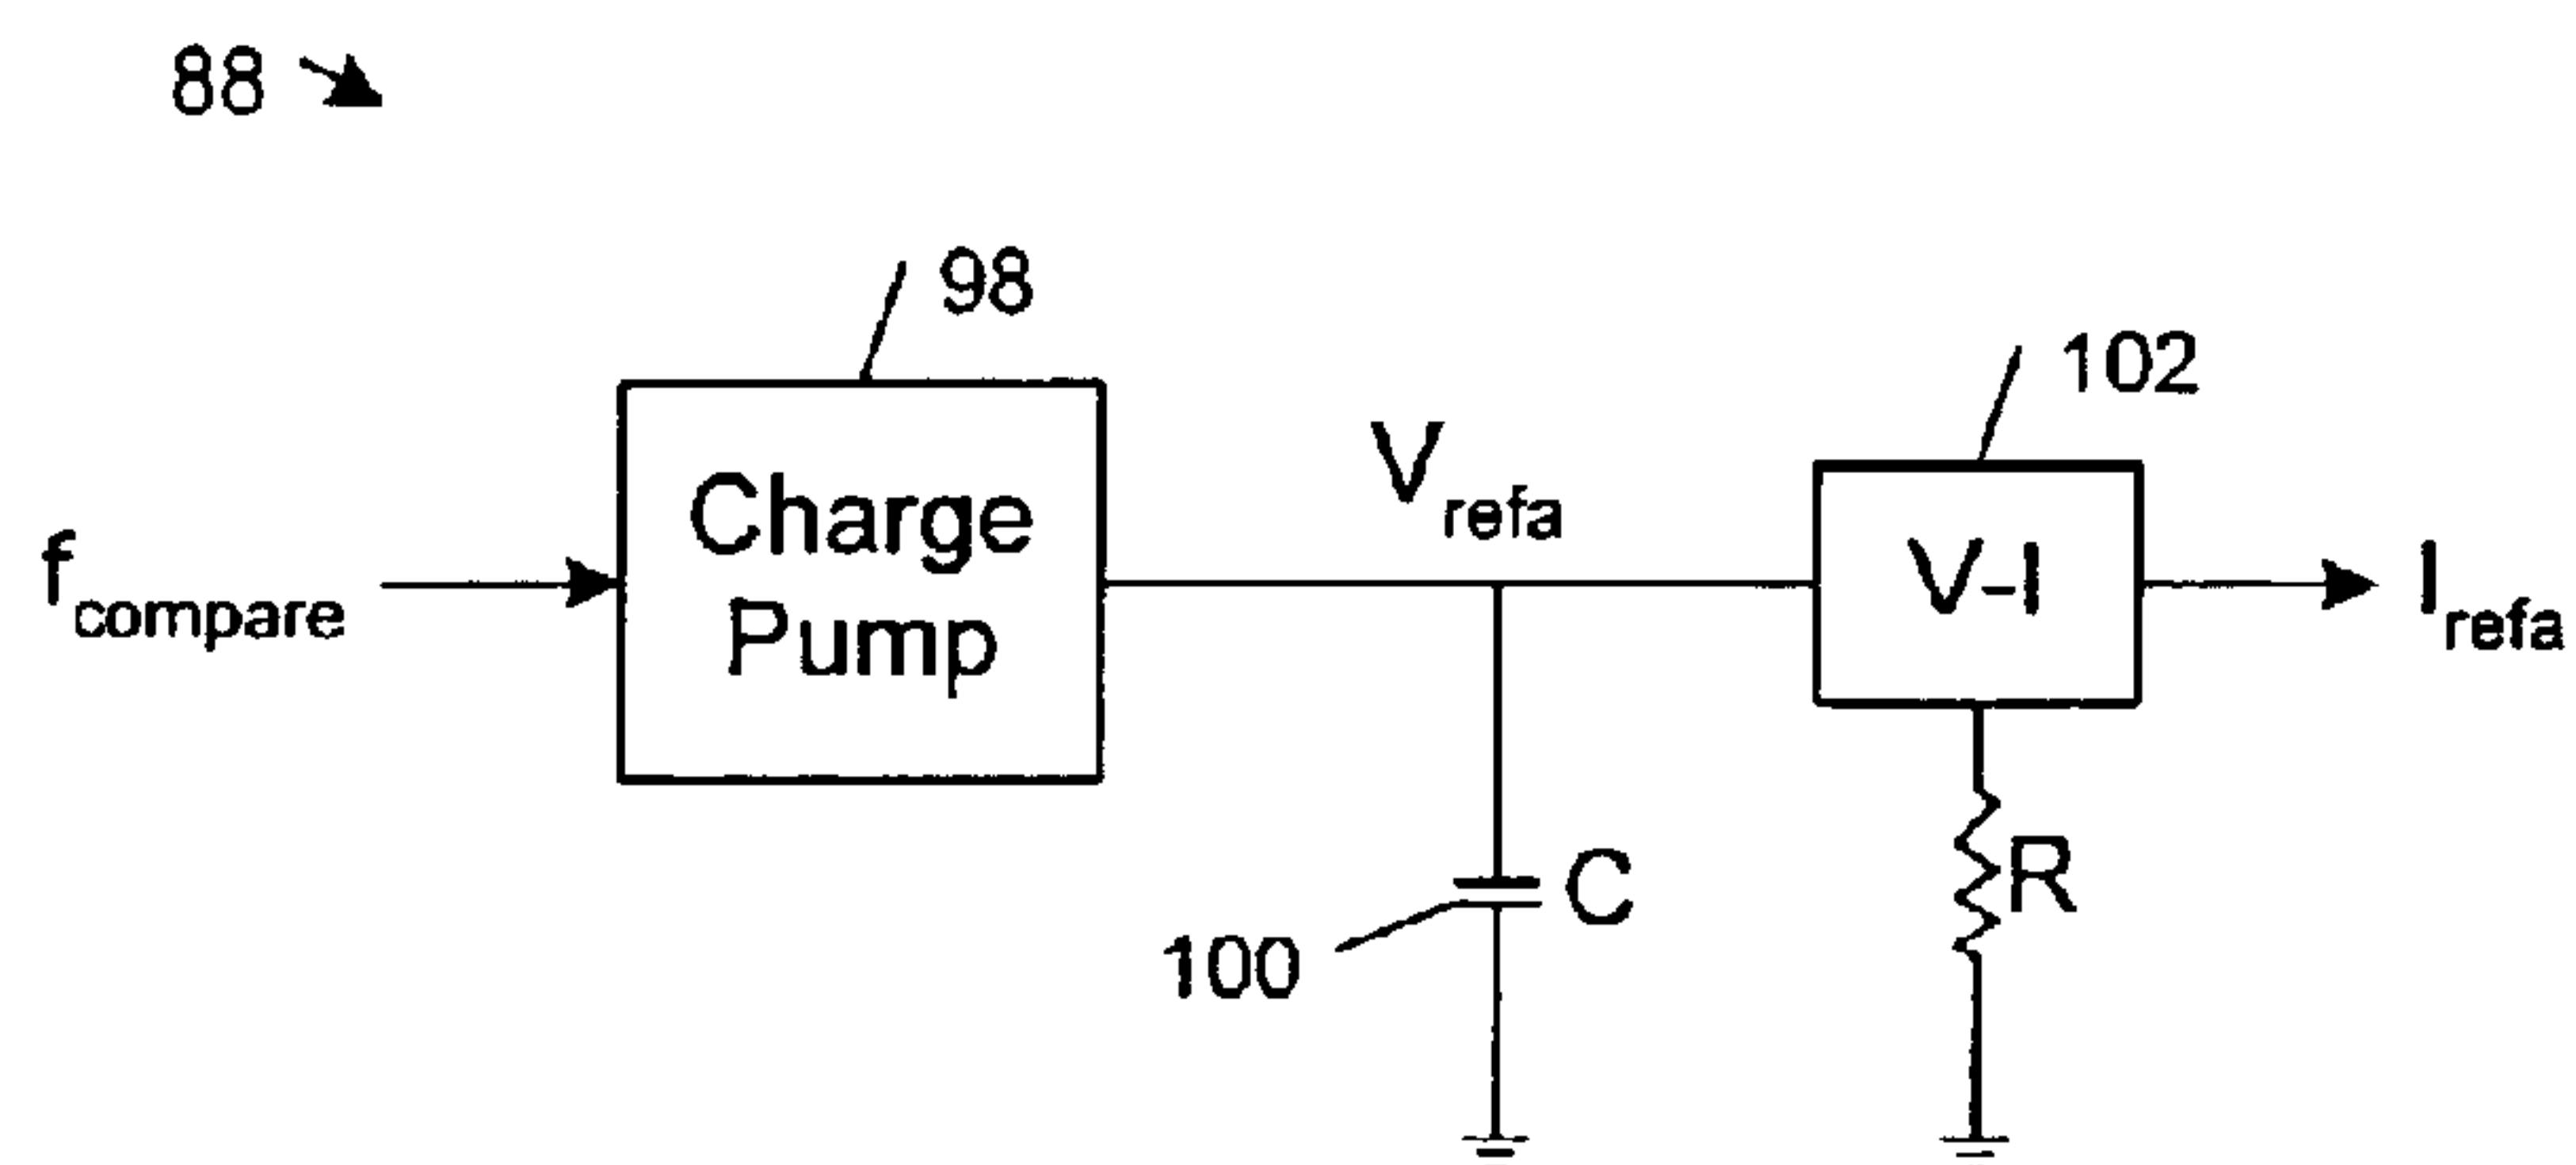 88
98
102
V_refa
Charge
Pump
f_compare
V-I
I_refa
C
R
100